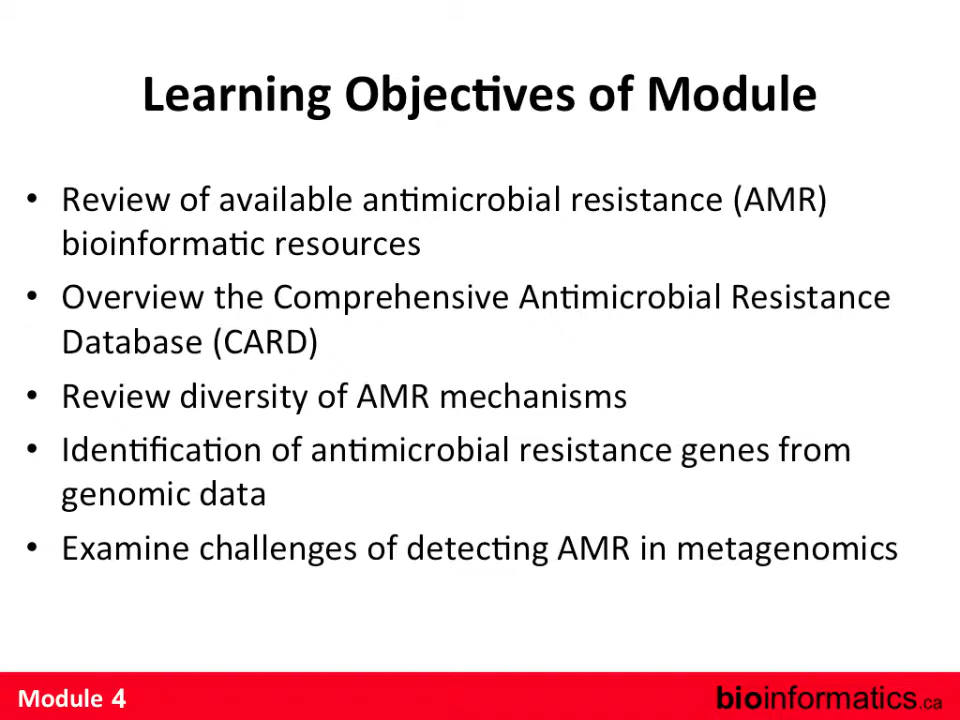 Learning Objectives of Module
• Review of available antimicrobial resistance (AMR)
bioinformatic resources
• Overview the Comprehensive Antimicrobial Resistance
Database (CARD)
• Review diversity of AMR mechanisms
• Identification of antimicrobial resistance genes from
genomic data
• Examine challenges of detecting AMR in metagenomics
Module 4
bioinformatics.ca